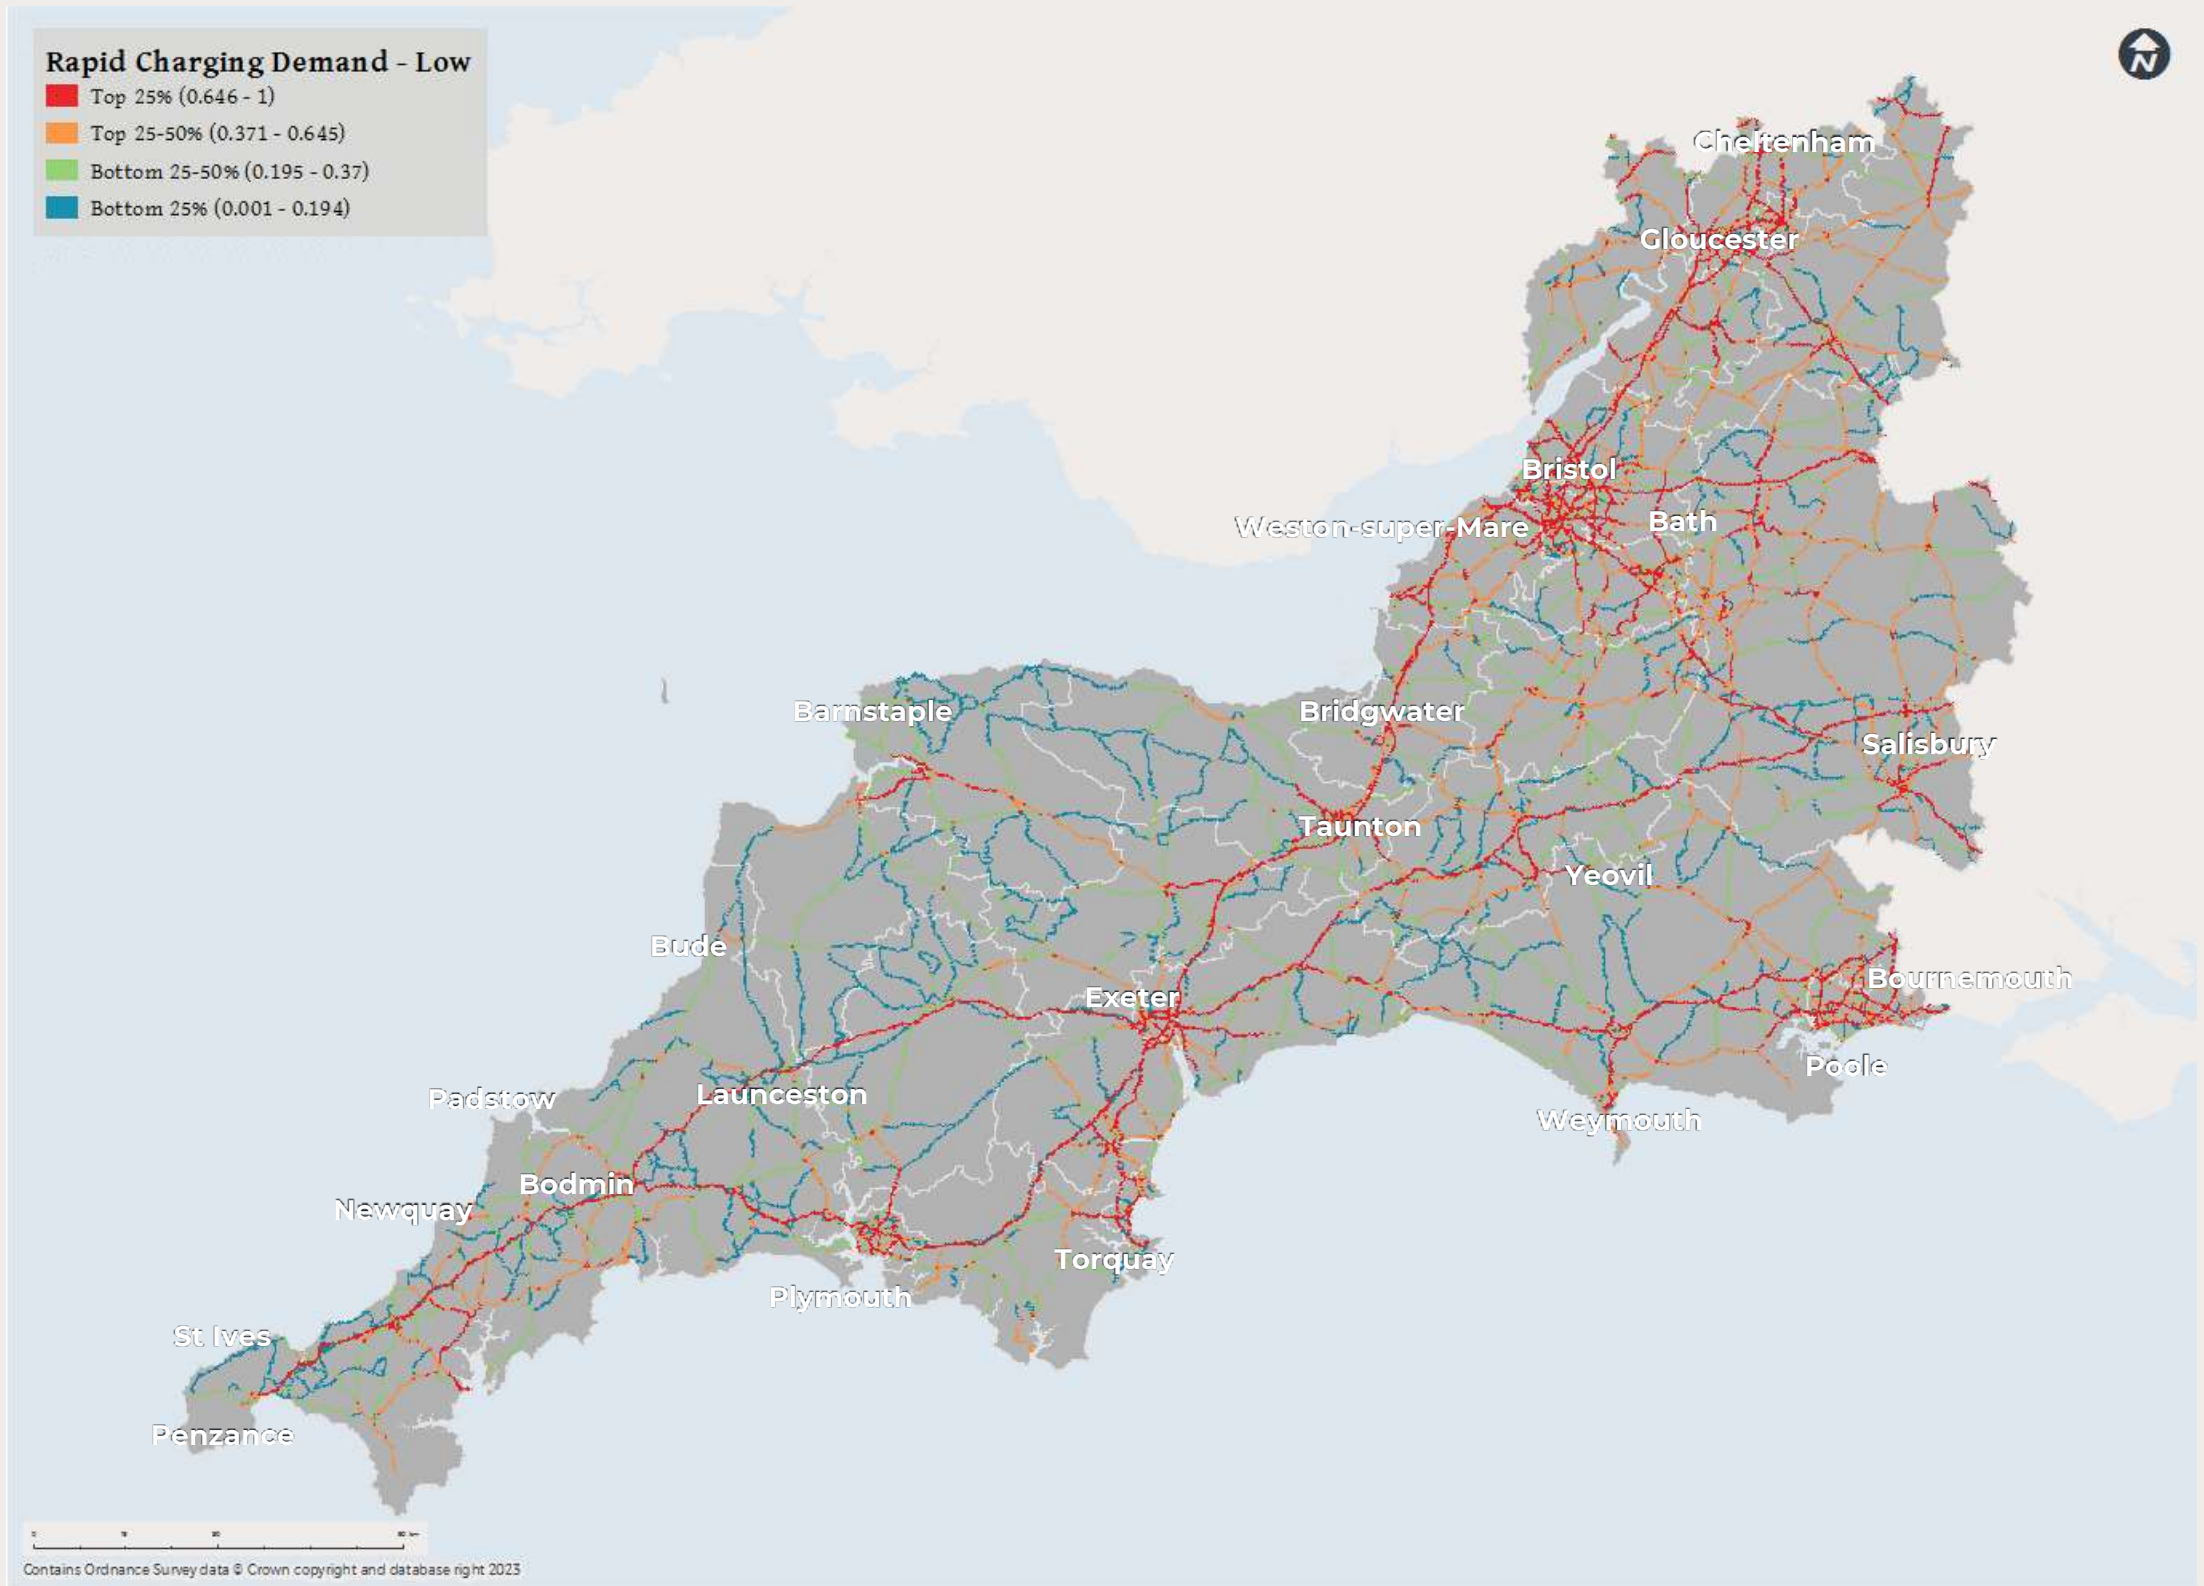 Rapid Charging Demand - Low
Top 25% (0.646 - 1)
Top 25-50% (0.371 - 0.645)
Bottom 25-50% (0.195 - 0.37)
Bottom 25% (0.001 - 0.194)
N
Cheltenham
Gloucester
Bristol
Bath
Weston-super-Mare
Barnstaple
Bridgwater
Salisbury
Taunton
Yeovil
Bude
Exeter
Bournemouth
Poole
Launceston
Padstow
Weymouth
Bodmin
Newquay
Torquay
Plymouth
St Ives
Penzance
Contains Ordnance Survey data © Crown copyright and database right 2023